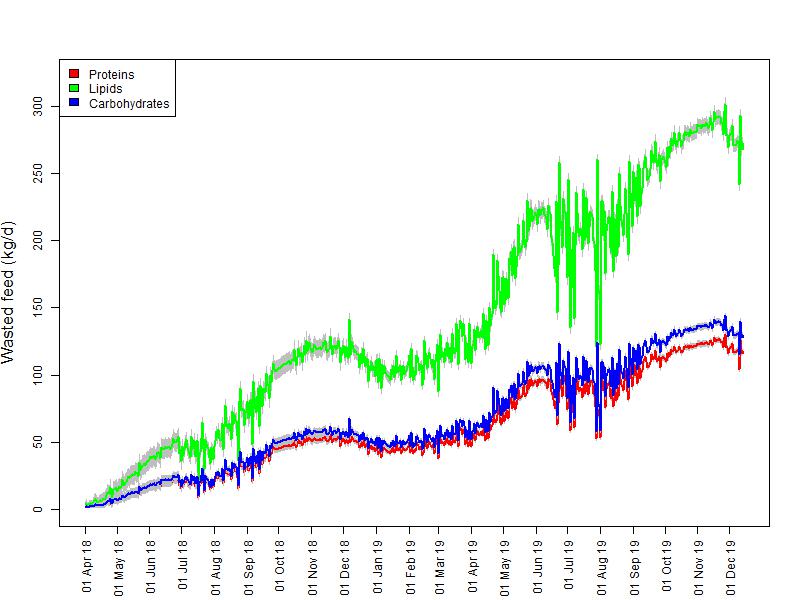 Proteins
Lipids
Carbohydrates
Wasted feed (kg/d)
300
250
200
150
100
50
0
01 Apr 18
01 May 18
01 Jun 18
01 Jul 18
01 Aug 18
01 Sep 18
01 Oct 18
01 Nov 18
01 Dec 18
01 Jan 19
01 Feb 19
01 Mar 19
01 Apr 19
01 May 19
01 Jun 19
01 Jul 19
01 Aug 19
01 Sep 19
01 Oct 19
01 Nov 19
01 Dec 19